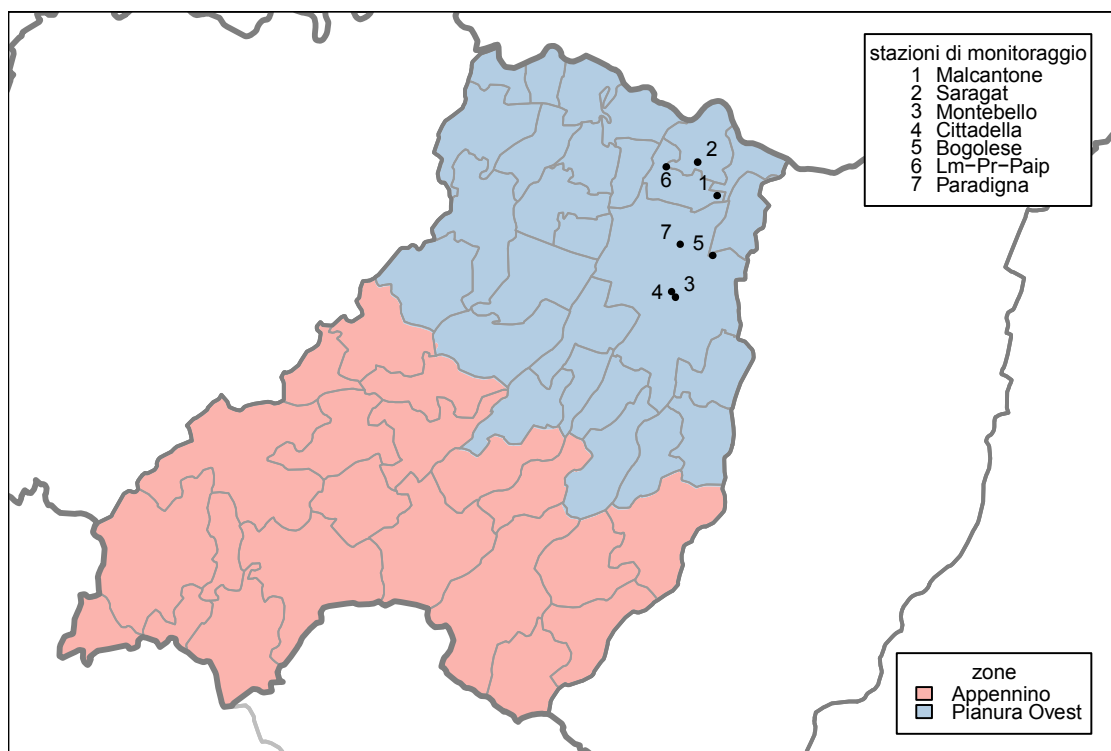 stazioni di monitoraggio
1 Malcantone
2 Saragat
3 Montebello
4 Cittadella
5 Bogolese
6 Lm−Pr−Paip
7 Paradigna
2
6
1
7
5
3
4
zone
Appennino
Pianura Ovest